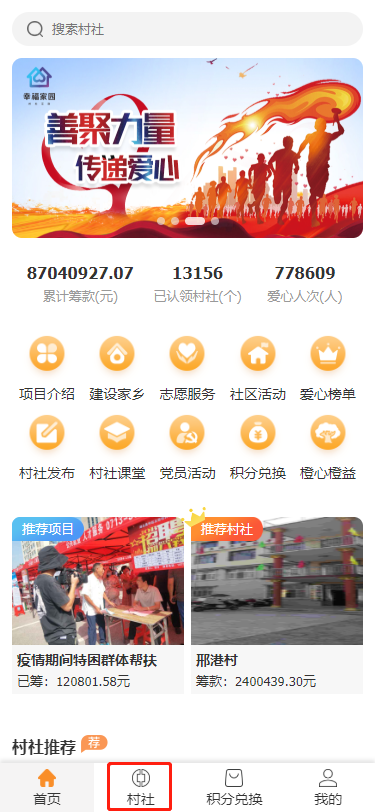 搜索村社
幸福家园
善聚力量
传递爱心
87040927.07 13156 778609
累计筹款(元) 已认领村社(个) 爱心人次(人)
项目介绍 建设家乡 志愿服务 社区活动 爱心榜单
村社发布 村社课堂 党员活动 积分兑换 橙心橙益
推荐项目 推荐村社
疫情期间特困群体帮扶 邢港村
已筹：120801.58元 筹款：2400439.30元
村社推荐 荐
首页 村社 积分兑换 我的